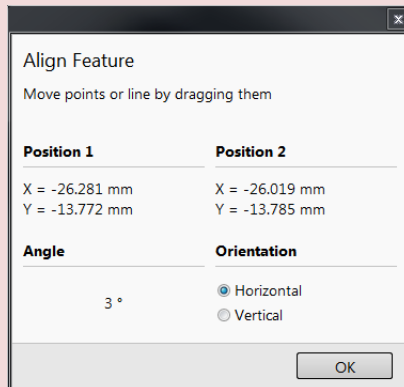 Align Feature
Move points or line by dragging them
Position 1
X = -26.281 mm
Y = -13.772 mm
Position 2
X = -26.019 mm
Y = -13.785 mm
Angle
3 °
Orientation
Horizontal
Vertical
OK